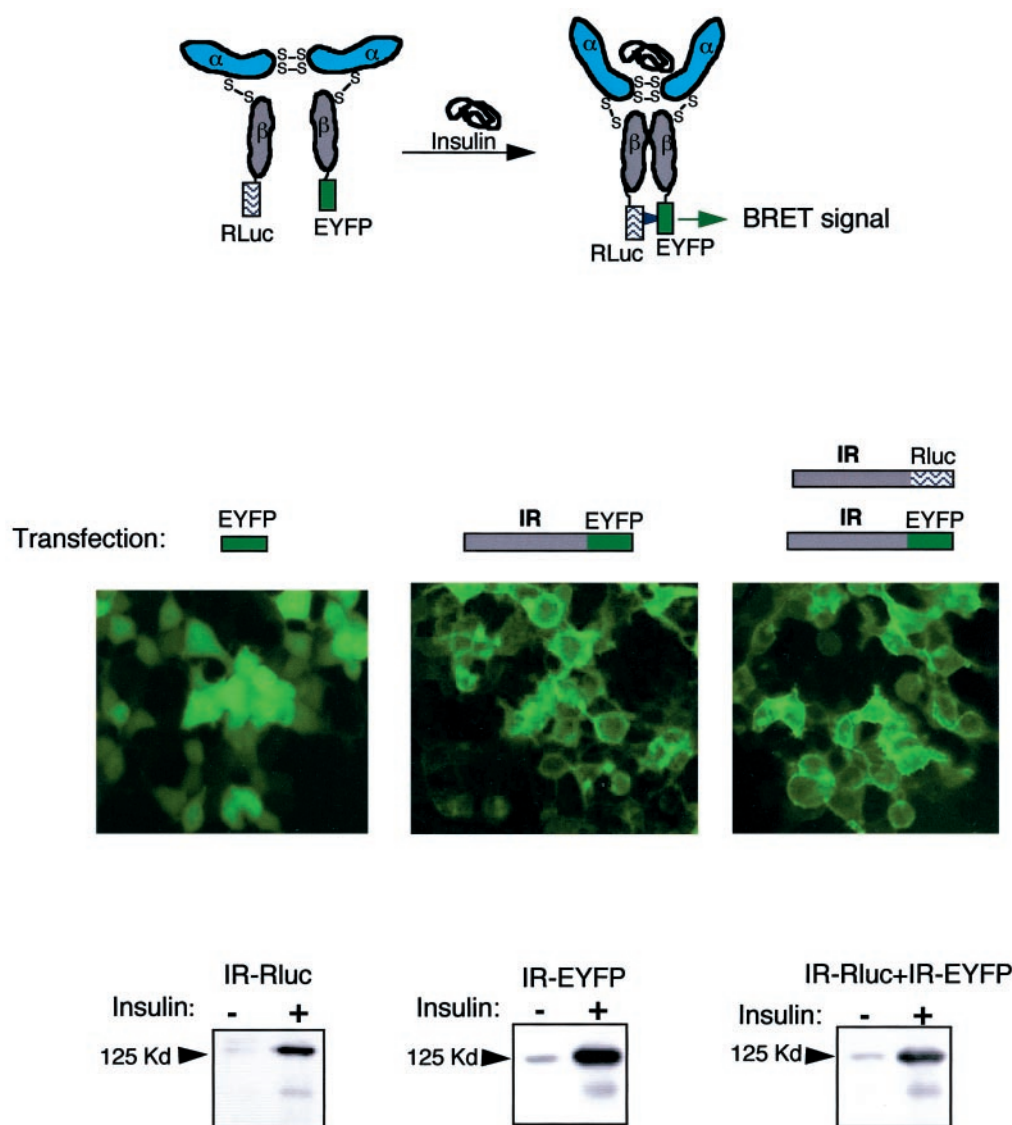 α α
S-S
S-S
S-S S-S
β β
RLuc EYFP
Insulin
α α
S-S
S-S
S S S S
β β
RLuc EYFP
BRET signal
IR Rluc
Transfection:
EYFP
IR EYFP
IR EYFP
IR-Rluc
Insulin: - +
125 Kd
IR-EYFP
Insulin: - +
125 Kd
IR-Rluc+IR-EYFP
Insulin: - +
125 Kd